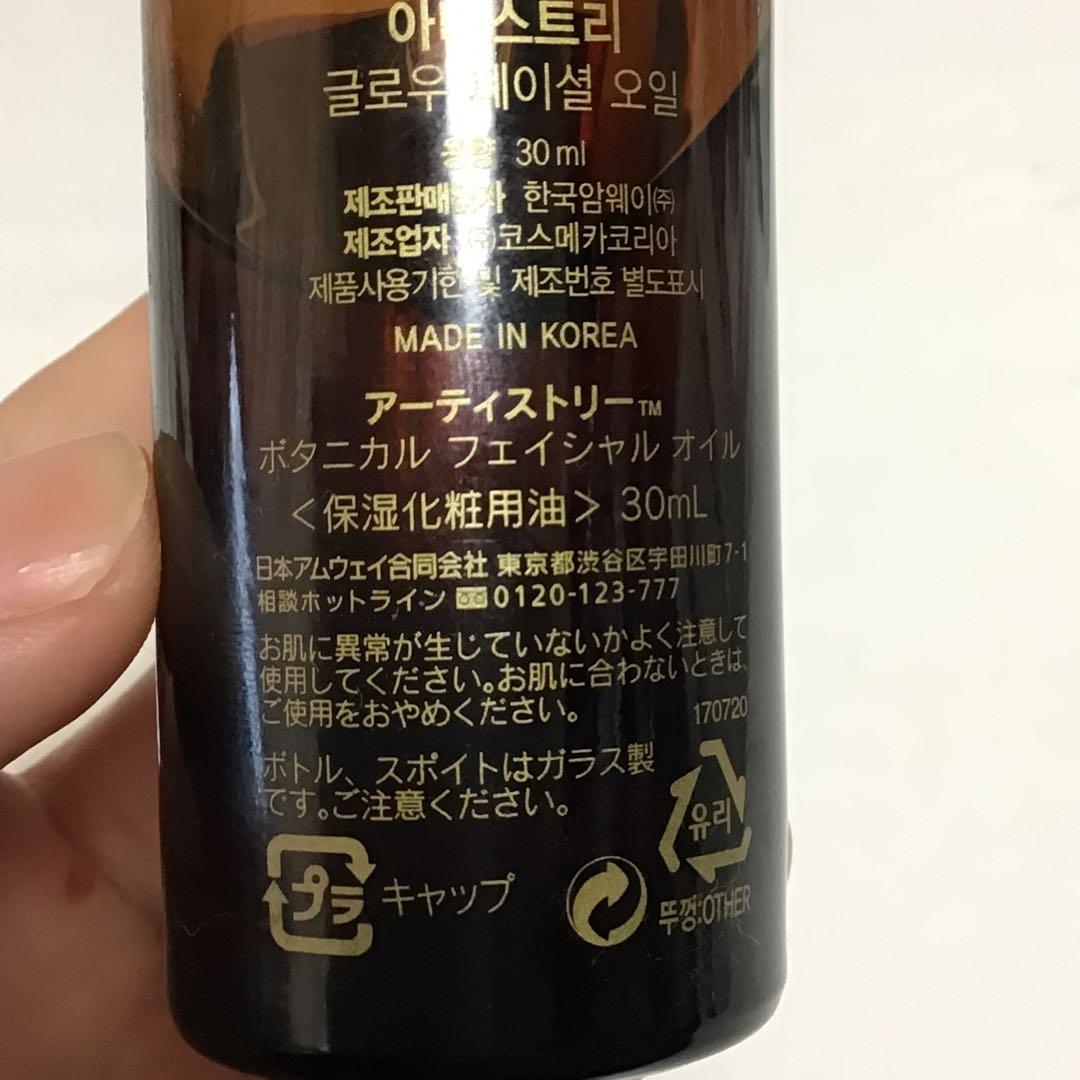 아티스트리
글로우 페이셜 오일
용량 30 ml
제조판매업자 한국암웨이㈜
제조업자 ㈜코스메카코리아
제품사용기한 및 제조번호 별도표시
MADE IN KOREA
アーティストリー™
ボタニカル フェイシャル オイル
＜保湿化粧用油＞ 30mL
日本アムウェイ合同会社 東京都渋谷区宇田川町7-1
相談ホットライン 0120-123-777
お肌に異常が生じていないかよく注意して
使用してください。お肌に合わないときは、
ご使用をおやめください。 170720
ボトル、スポイトはガラス製
です。ご注意ください。
유리
プラ キャップ
뚜껑:OTHER